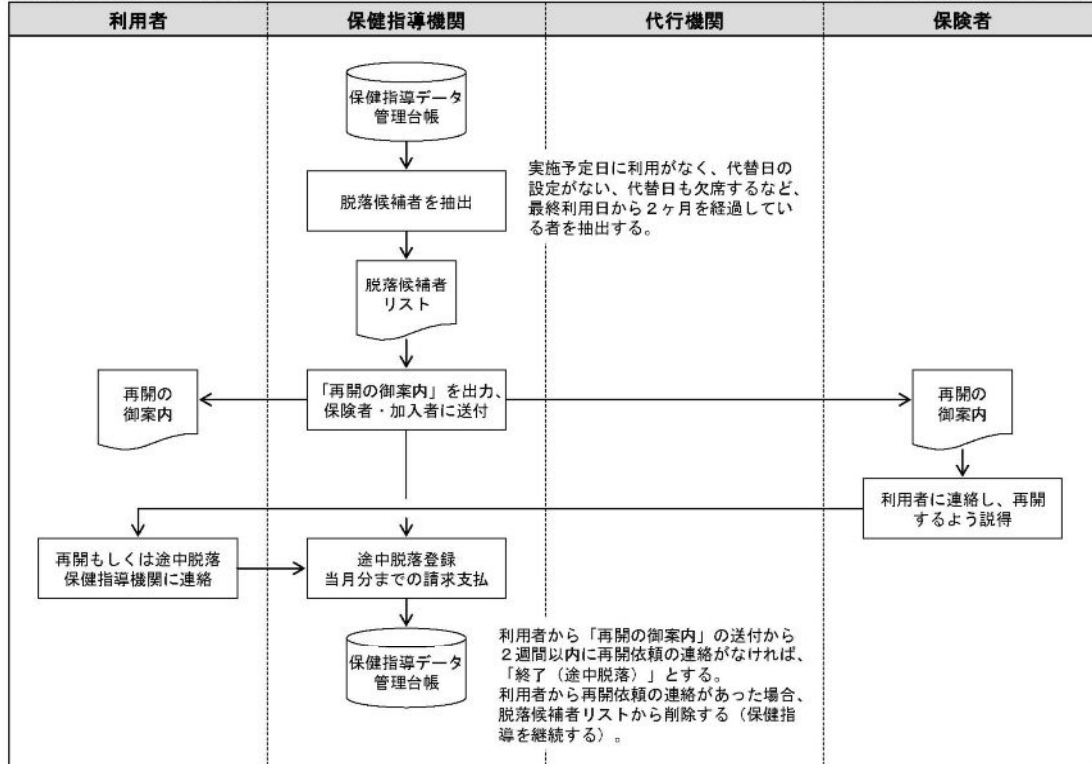 利用者
保健指導機関
代行機関
保険者
保健指導データ
管理台帳
脱落候補者を抽出
実施予定日に利用がなく、代替日の
設定がない、代替日も欠席するなど、
最終利用日から２ヶ月を経過してい
る者を抽出する。
脱落候補者
リスト
再開の
御案内
「再開の御案内」を出力、
保険者・加入者に送付
再開の
御案内
利用者に連絡し、再開
するよう説得
再開もしくは途中脱落
保健指導機関に連絡
途中脱落登録
当月分までの請求支払
保健指導データ
管理台帳
利用者から「再開の御案内」の送付から
２週間以内に再開依頼の連絡がなければ、
「終了（途中脱落）」とする。
利用者から再開依頼の連絡があった場合、
脱落候補者リストから削除する（保健指
導を継続する）。